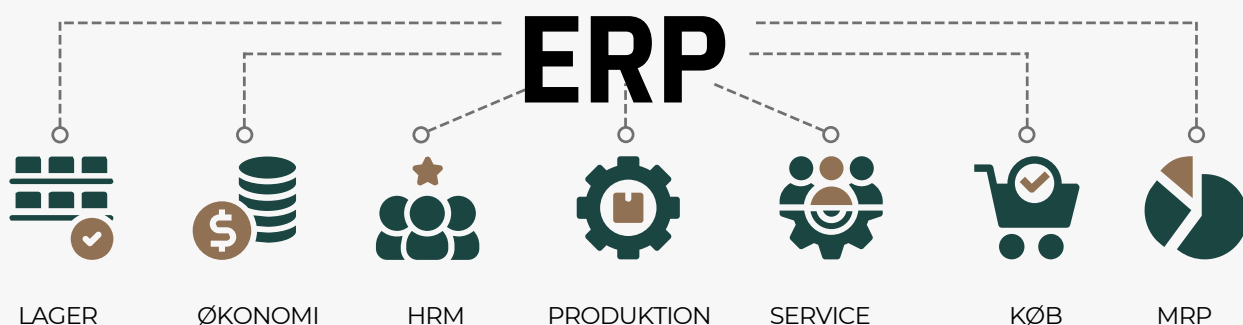 ERP
LAGER ØKONOMI HRM PRODUKTION SERVICE KØB MRP